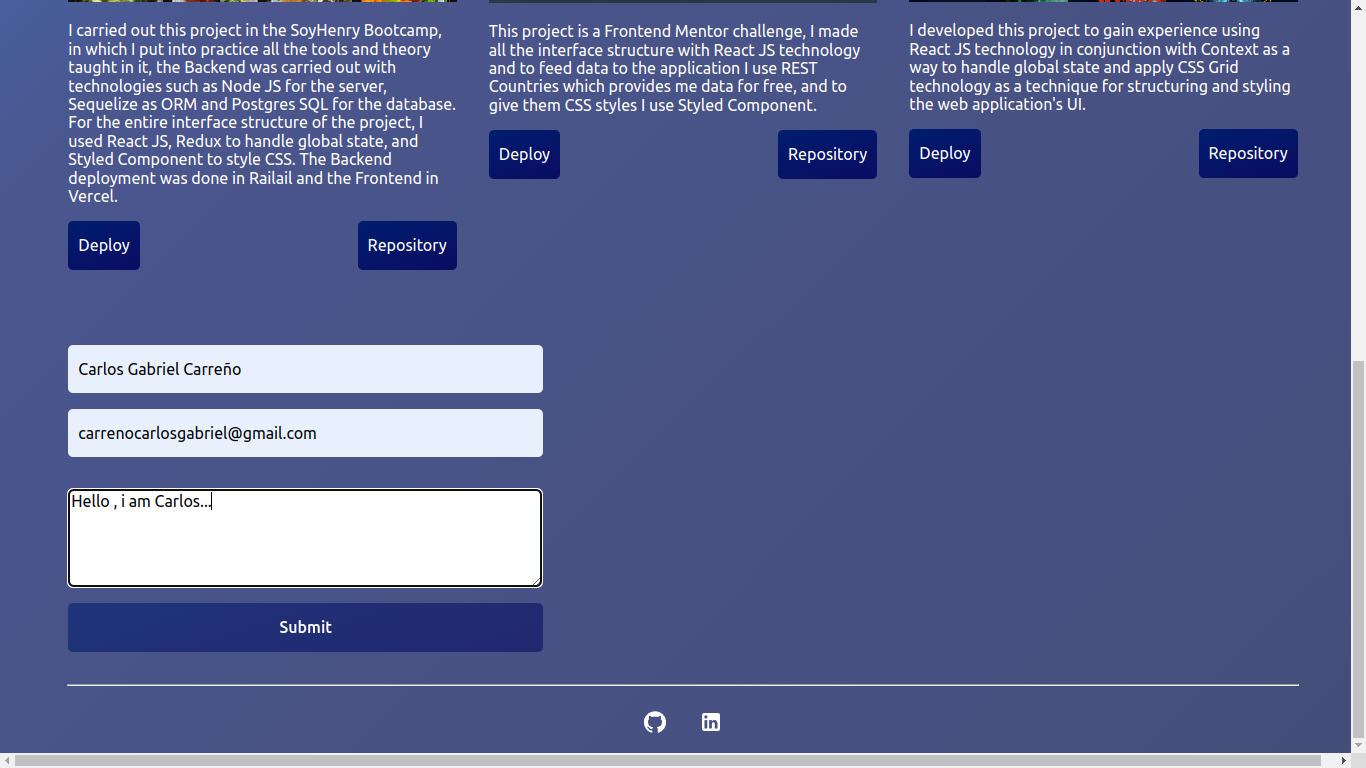 I carried out this project in the SoyHenry Bootcamp,
in which I put into practice all the tools and theory
taught in it, the Backend was carried out with
technologies such as Node JS for the server,
Sequelize as ORM and Postgres SQL for the database.
For the entire interface structure of the project, I
used React JS, Redux to handle global state, and
Styled Component to style CSS. The Backend
deployment was done in Railail and the Frontend in
Vercel.
Deploy
Repository
This project is a Frontend Mentor challenge, I made
all the interface structure with React JS technology
and to feed data to the application I use REST
Countries which provides me data for free, and to
give them CSS styles I use Styled Component.
Deploy
Repository
I developed this project to gain experience using
React JS technology in conjunction with Context as a
way to handle global state and apply CSS Grid
technology as a technique for structuring and styling
the web application's UI.
Deploy
Repository
Carlos Gabriel Carreño
carrenocarlosgabriel@gmail.com
Hello , i am Carlos...
Submit
in